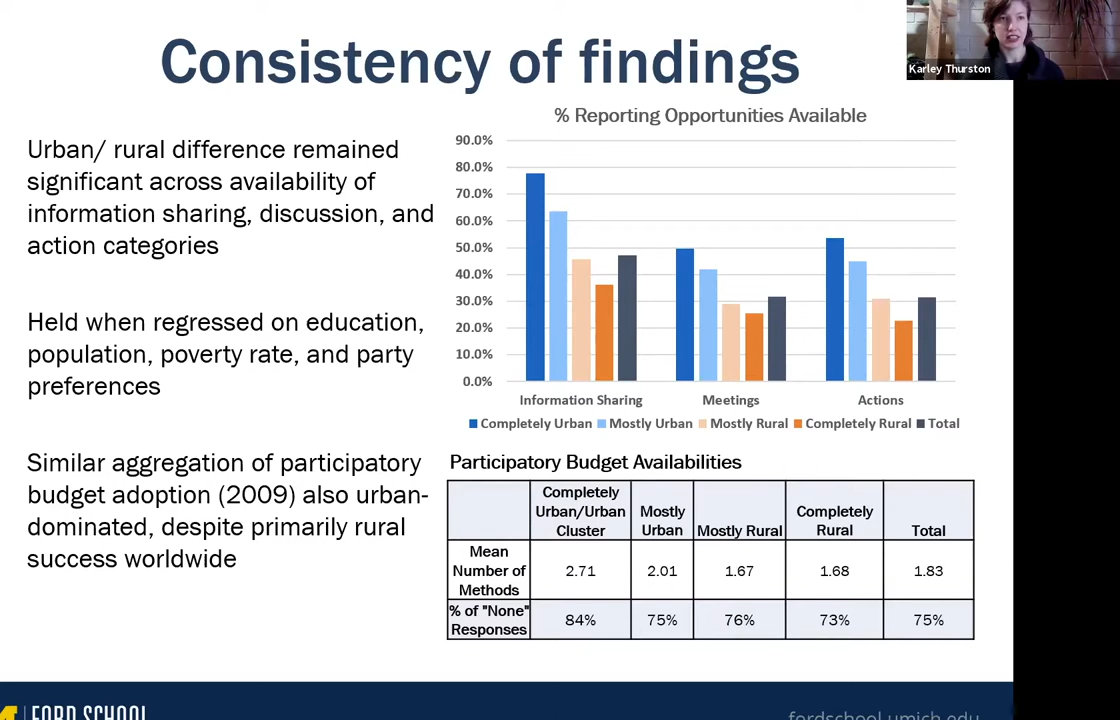 Consistency of findings
Karley Thurston
Urban/ rural difference remained
significant across availability of
information sharing, discussion, and
action categories
Held when regressed on education,
population, poverty rate, and party
preferences
Similar aggregation of participatory
budget adoption (2009) also urban-
dominated, despite primarily rural
success worldwide
% Reporting Opportunities Available
90.0%
80.0%
70.0%
60.0%
50.0%
40.0%
30.0%
20.0%
10.0%
0.0%
Information Sharing Meetings Actions
Completely Urban Mostly Urban Mostly Rural Completely Rural Total
Participatory Budget Availabilities
Completely Urban/Urban Cluster Mostly Urban Mostly Rural Completely Rural Total
Mean Number of Methods 2.71 2.01 1.67 1.68 1.83
% of "None" Responses 84% 75% 76% 73% 75%
FORD SCHOOL
fordschool.umich.edu